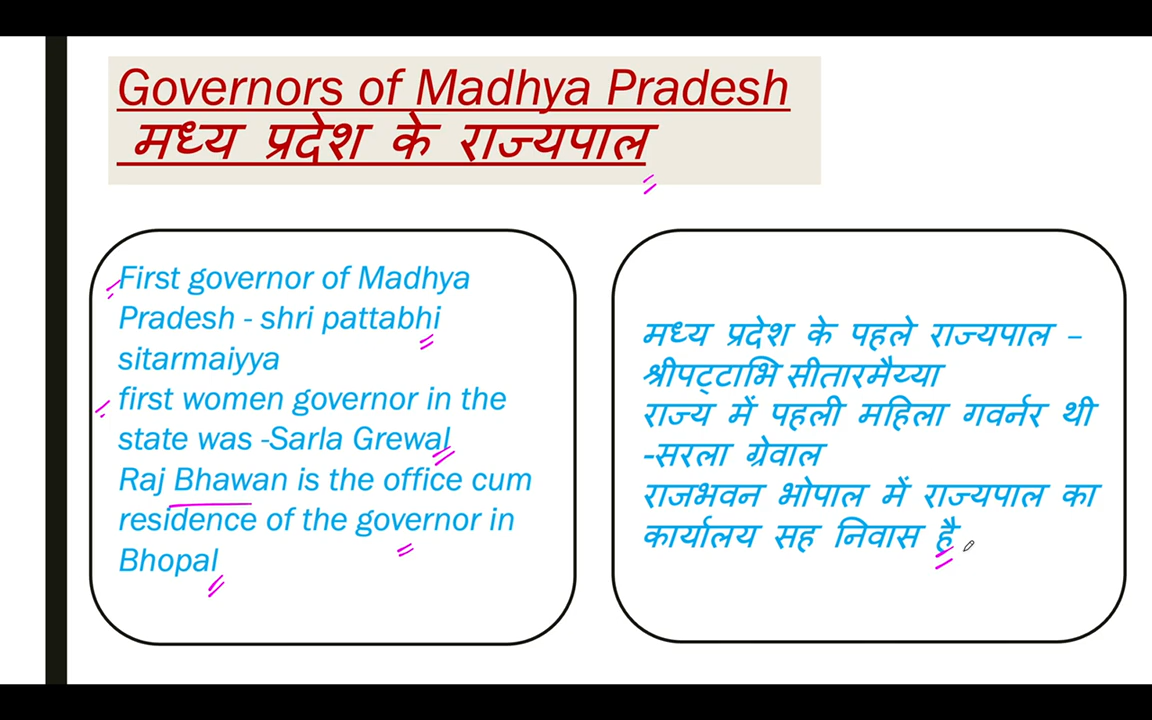 Governors of Madhya Pradesh
मध्य प्रदेश के राज्यपाल
First governor of Madhya
Pradesh - shri pattabhi
sitarmaiyya
first women governor in the
state was -Sarla Grewal
Raj Bhawan is the office cum
residence of the governor in
Bhopal
मध्य प्रदेश के पहले राज्यपाल –
श्रीपट्टाभि सीतारमैय्या
राज्य में पहली महिला गवर्नर थी
-सरला ग्रेवाल
राजभवन भोपाल में राज्यपाल का
कार्यालय सह निवास है